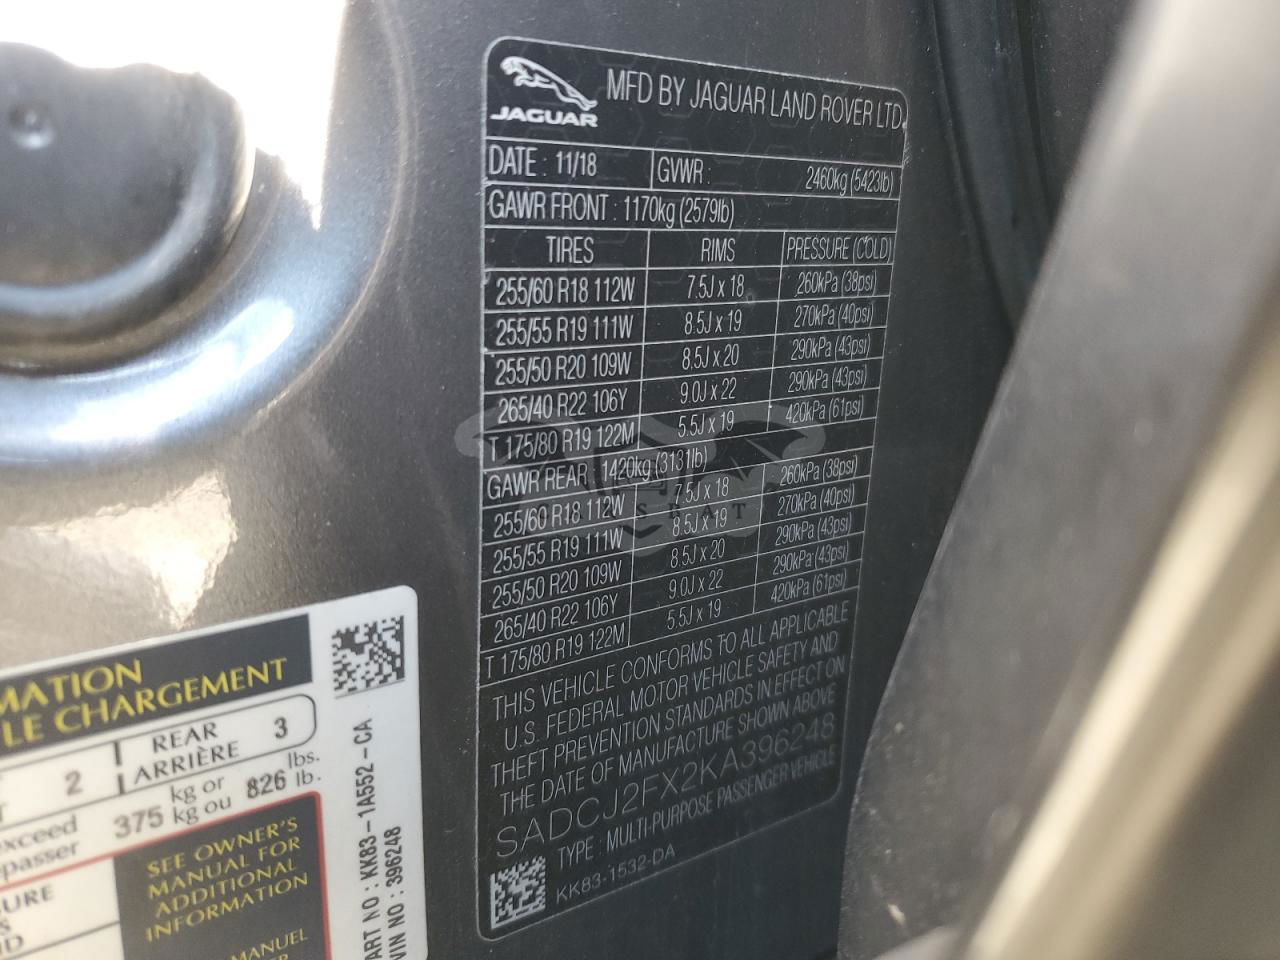 JAGUAR
MFD BY JAGUAR LAND ROVER LTD.
DATE : 11/18 GVWR : 2460kg (5423lb)
GAWR FRONT : 1170kg (2579lb)
TIRES RIMS PRESSURE (COLD)
255/60 R18 112W 7.5J x 18 260kPa (38psi)
255/55 R19 111W 8.5J x 19 270kPa (40psi)
255/50 R20 109W 8.5J x 20 290kPa (43psi)
265/40 R22 106Y 9.0J x 22 290kPa (43psi)
T 175/80 R19 122M 5.5J x 19 420kPa (61psi)
GAWR REAR : 1420kg (3131lb)
255/60 R18 112W 7.5J x 18 260kPa (38psi)
255/55 R19 111W 8.5J x 19 270kPa (40psi)
255/50 R20 109W 8.5J x 20 290kPa (43psi)
265/40 R22 106Y 9.0J x 22 290kPa (43psi)
T 175/80 R19 122M 5.5J x 19 420kPa (61psi)
THIS VEHICLE CONFORMS TO ALL APPLICABLE
U.S. FEDERAL MOTOR VEHICLE SAFETY AND
THEFT PREVENTION STANDARDS IN EFFECT ON
THE DATE OF MANUFACTURE SHOWN ABOVE
SADCJ2FX2KA396248
TYPE : MULTI-PURPOSE PASSENGER VEHICLE
KK83-1532-DA
MATION
LE CHARGEMENT
2 REAR 3
ARRIÈRE
exceed 375 kg or 826 lbs.
passer kg ou lb.
SEE OWNER'S
MANUAL FOR
ADDITIONAL
INFORMATION
MANUEL
URE
PART NO : KK83-1A552-CA
VIN NO : 396248